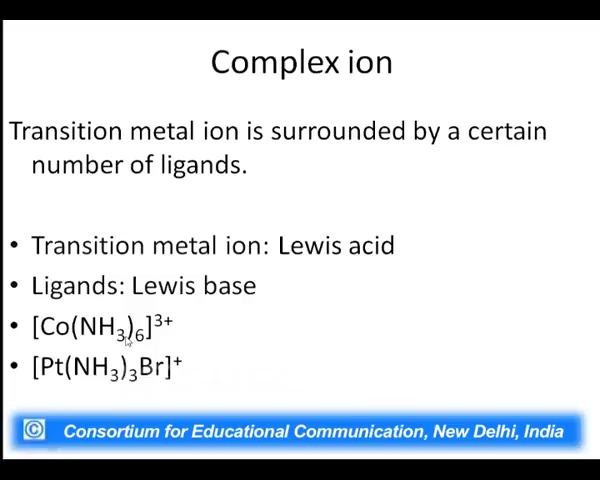 Complex ion
Transition metal ion is surrounded by a certain
number of ligands.
• Transition metal ion: Lewis acid
• Ligands: Lewis base
• [Co(NH₃)₆]³⁺
• [Pt(NH₃)₃Br]⁺
© Consortium for Educational Communication, New Delhi, India